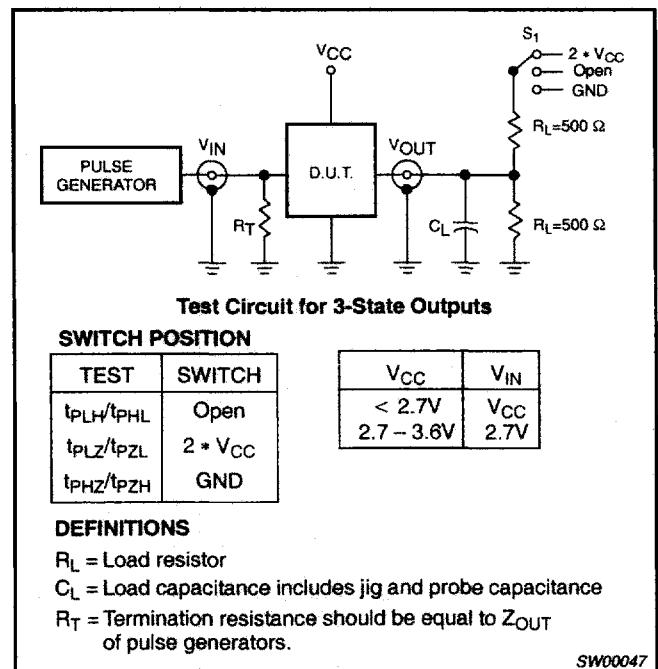 S1
2 * VCC
Open
GND
VCC
RL=500 Ω
VIN
VOUT
PULSE
GENERATOR
D.U.T.
RT
CL
RL=500 Ω
Test Circuit for 3-State Outputs
SWITCH POSITION
TEST SWITCH
tPLH/tPHL Open
tPLZ/tPZL 2 * VCC
tPHZ/tPZH GND
VCC VIN
< 2.7V VCC
2.7 – 3.6V 2.7V
DEFINITIONS
RL = Load resistor
CL = Load capacitance includes jig and probe capacitance
RT = Termination resistance should be equal to ZOUT
of pulse generators.
SW00047